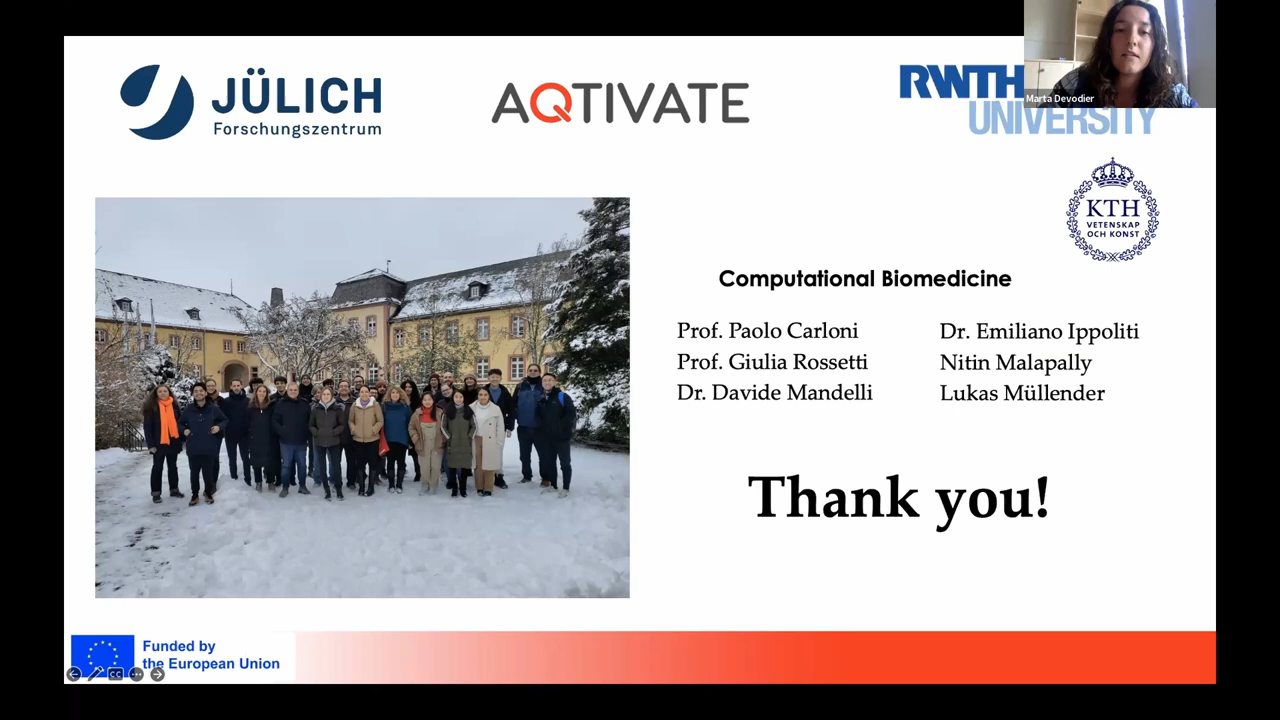 JÜLICH
Forschungszentrum
AQTIVATE
RWTH
UNIVERSITY
Marta Devodier
KTH
VETENSKAP
OCH KONST
Computational Biomedicine
Prof. Paolo Carloni
Prof. Giulia Rossetti
Dr. Davide Mandelli
Dr. Emiliano Ippoliti
Nitin Malapally
Lukas Müllender
Thank you!
Funded by
the European Union
CC